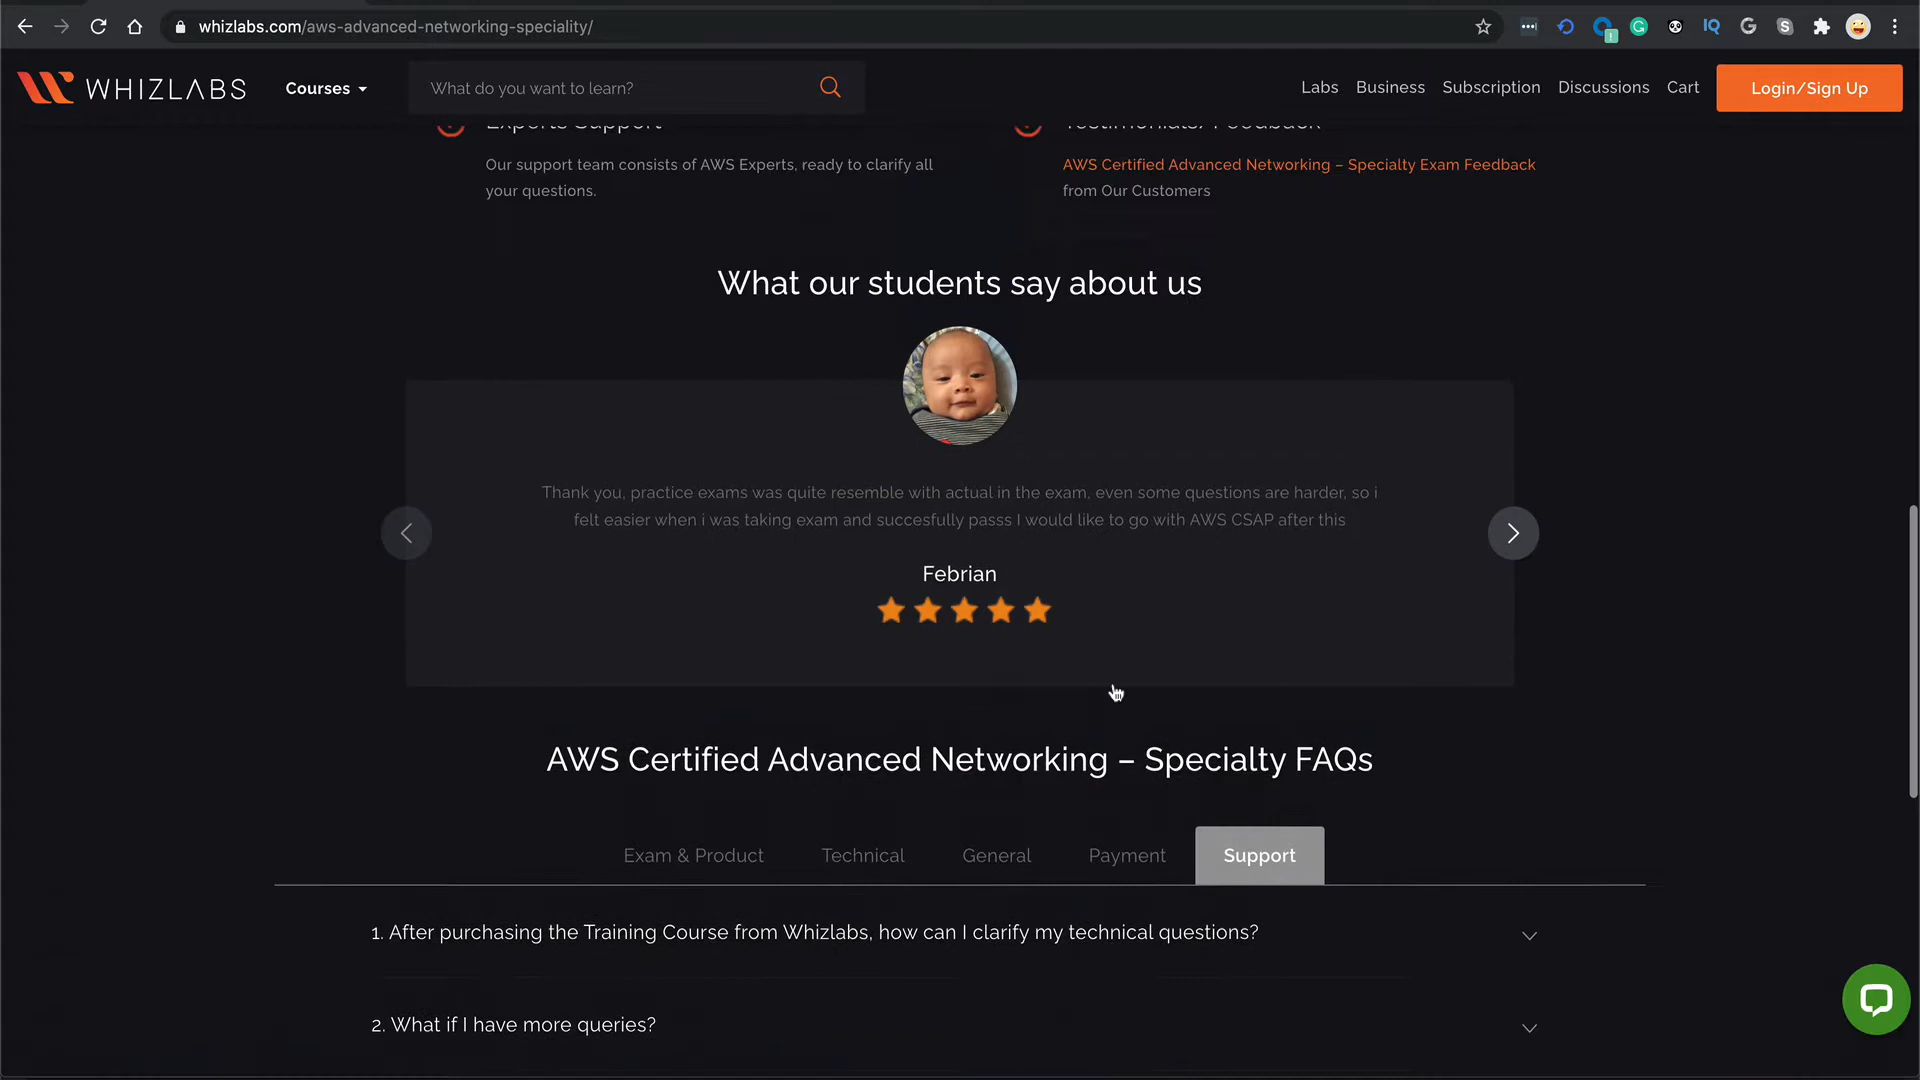 whizlabs.com/aws-advanced-networking-speciality/
WHIZLABS
Courses
What do you want to learn?
Labs
Business
Subscription
Discussions
Cart
Login/Sign Up
Experts Support
Our support team consists of AWS Experts, ready to clarify all
your questions.
Testimonials/Feedback
AWS Certified Advanced Networking – Specialty Exam Feedback
from Our Customers
What our students say about us
Thank you, practice exams was quite resemble with actual in the exam, even some questions are harder, so i
felt easier when i was taking exam and succesfully passs I would like to go with AWS CSAP after this
Febrian
AWS Certified Advanced Networking – Specialty FAQs
Exam & Product
Technical
General
Payment
Support
1. After purchasing the Training Course from Whizlabs, how can I clarify my technical questions?
2. What if I have more queries?